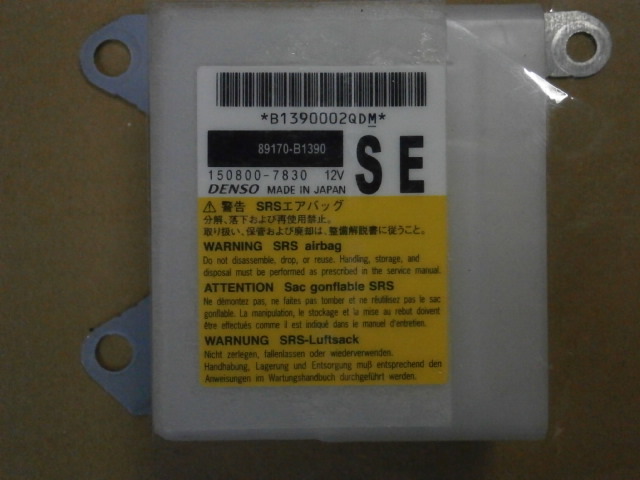 *B1390002QDM*
89170-B1390
150800-7830 12V
DENSO MADE IN JAPAN
SE
⚠ 警告 SRSエアバッグ
分解、落下および再使用禁止。
取り扱い、保管および廃却は、整備解説書に従うこと。
WARNING SRS airbag
Do not disassemble, drop, or reuse. Handling, storage, and
disposal must be performed as prescribed in the service manual.
ATTENTION Sac gonflable SRS
Ne démontez pas, ne faites pas tomber et ne réutilisez pas le sac
gonflable. La manipulation, le stockage et la mise au rebut doivent
être effectués comme il est indiqué dans le manuel d'entretien.
WARNUNG SRS-Luftsack
Nicht zerlegen, fallenlassen oder wiederverwenden.
Handhabung, Lagerung und Entsorgung muß entsprechend den
Anweisungen im Wartungshandbuch durchgeführt werden.